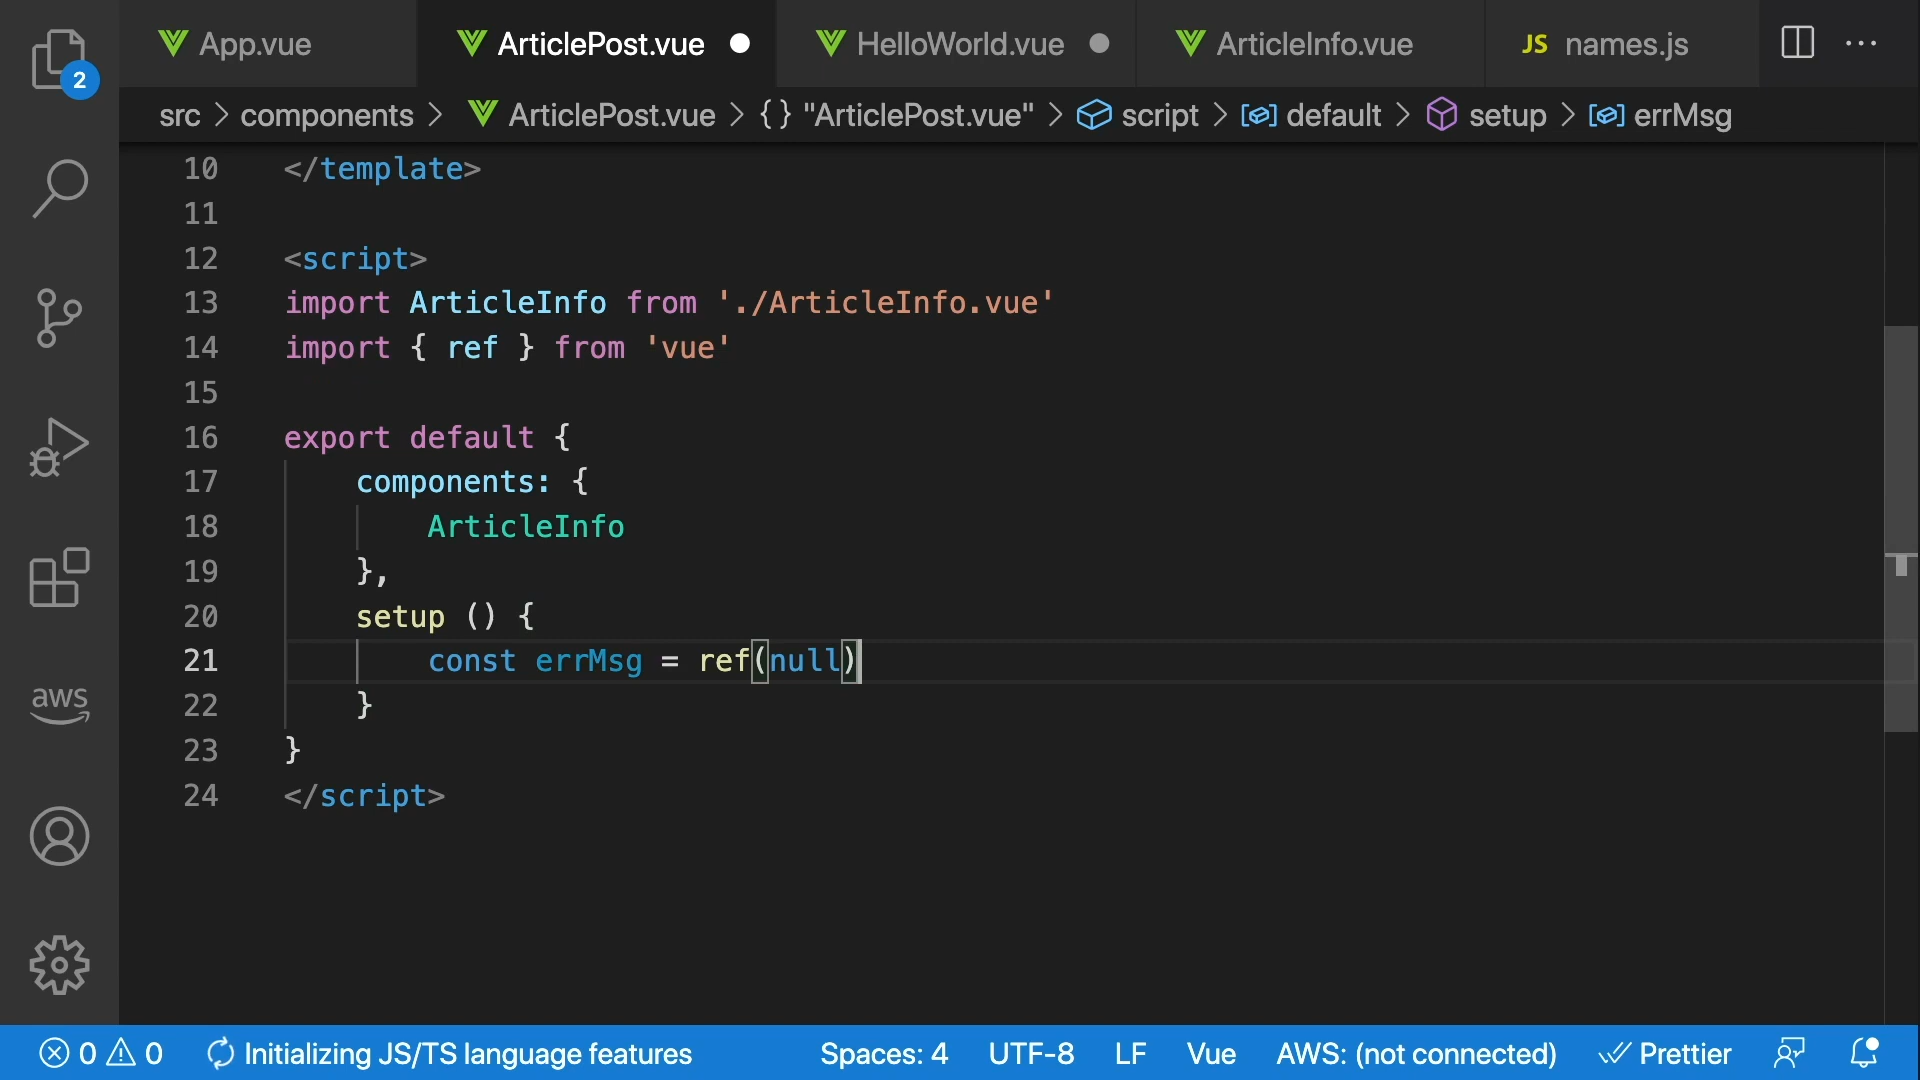 App.vue ArticlePost.vue HelloWorld.vue ArticleInfo.vue JS names.js ...
2
src > components > ArticlePost.vue > {} "ArticlePost.vue" > script > default > setup > errMsg
10 </template>
11
12 <script>
13 import ArticleInfo from './ArticleInfo.vue'
14 import { ref } from 'vue'
15
16 export default {
17 components: {
18 ArticleInfo
19 },
20 setup () {
21 const errMsg = ref(null)
22 }
23 }
24 </script>
aws
0 0 Initializing JS/TS language features Spaces: 4 UTF-8 LF Vue AWS: (not connected) Prettier